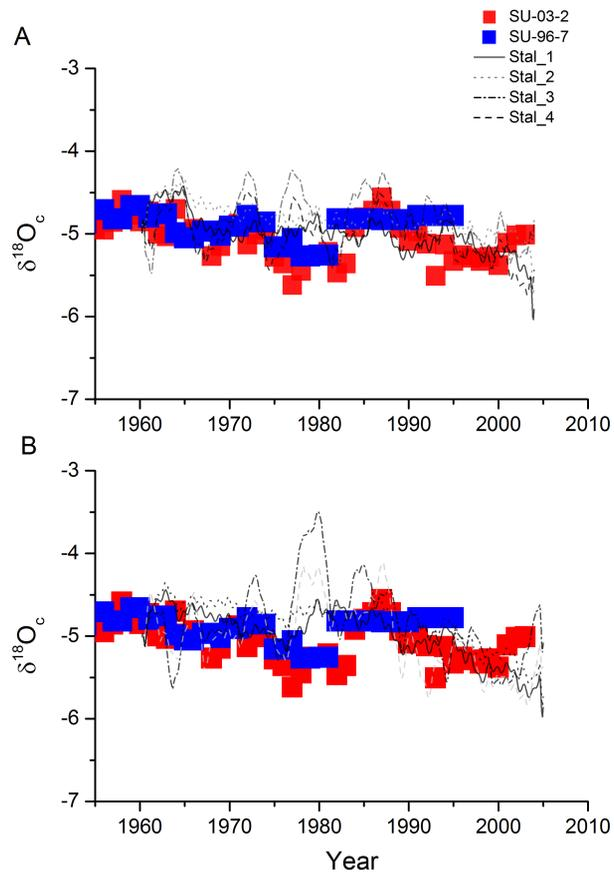 A
SU-03-2
SU-96-7
Stal_1
Stal_2
Stal_3
Stal_4
-3
-4
-5
-6
-7
δ¹⁸Oc
1960 1970 1980 1990 2000 2010
B
-3
-4
-5
-6
-7
δ¹⁸Oc
1960 1970 1980 1990 2000 2010
Year